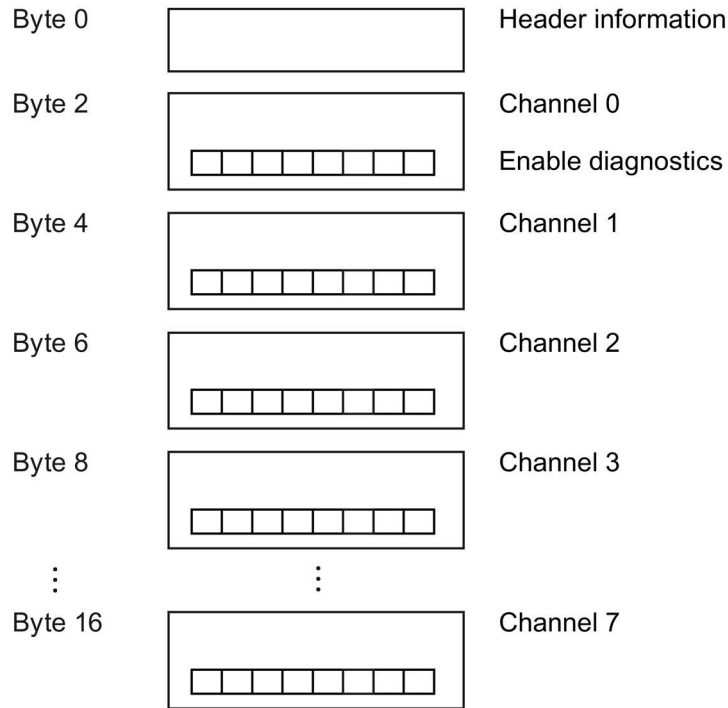 Byte 0 Header information
Byte 2 Channel 0
Enable diagnostics
Byte 4 Channel 1
Byte 6 Channel 2
Byte 8 Channel 3
⋮ ⋮
Byte 16 Channel 7